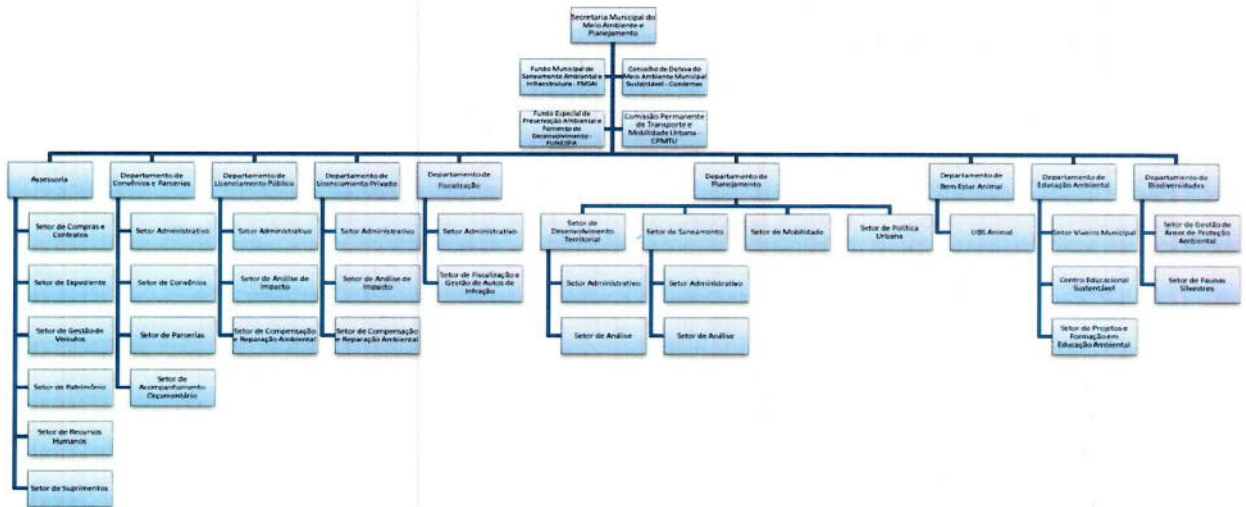 Secretaria Municipal do
Meio Ambiente e
Planejamento
Fundo Municipal de
Saneamento Ambiental e
Infraestrutura - FMSAI
Conselho de Defesa do
Meio Ambiente Municipal
Sustentável - Condemas
Fundo Especial de
Preservação Ambiental e
Fomento do
Desenvolvimento -
FUNESPA
Comissão Permanente
de Transporte e
Mobilidade Urbana -
CPMTU
Assessoria
Departamento de
Convênios e Parcerias
Departamento de
Licenciamento Público
Departamento de
Licenciamento Privado
Departamento de
Fiscalização
Departamento de
Planejamento
Departamento de
Bem Estar Animal
Departamento de
Educação Ambiental
Departamento de
Biodiversidades
Setor de Compras e
Contratos
Setor de Expediente
Setor de Gestão de
Veículos
Setor de Patrimônio
Setor de Recursos
Humanos
Setor de Suprimentos
Setor Administrativo
Setor de Convênios
Setor de Parcerias
Setor de
Acompanhamento
Orçamentário
Setor Administrativo
Setor de Análise de
Impacto
Setor de Compensação
e Reparação Ambiental
Setor Administrativo
Setor de Análise de
Impacto
Setor de Compensação
e Reparação Ambiental
Setor Administrativo
Setor de Fiscalização e
Gestão de Autos de
Infração
Setor de
Desenvolvimento
Territorial
Setor Administrativo
Setor de Análise
Setor de Saneamento
Setor Administrativo
Setor de Análise
Setor de Mobilidade
Setor de Política
Urbana
UBS Animal
Setor Viveiro Municipal
Centro Educacional
Sustentável
Setor de Projetos e
Formação em
Educação Ambiental
Setor de Gestão de
Áreas de Proteção
Ambiental
Setor de Faunas
Silvestres